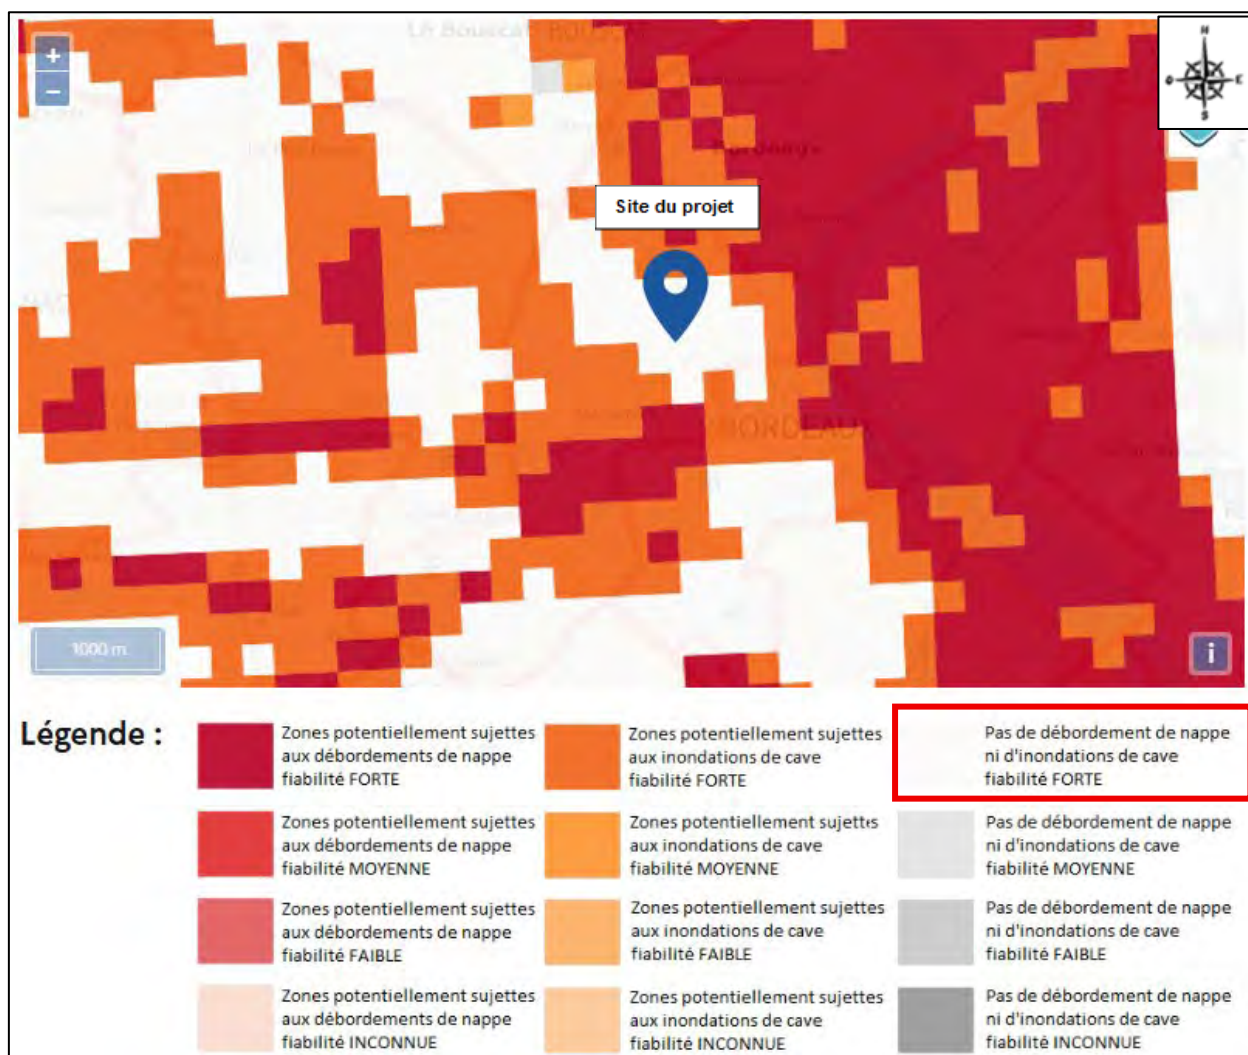 Le Bouscat BOUSCAT
N
O E
S
+
−
Bordeaux
Site du projet
BORDEAUX
1000 m
i
Légende :
Zones potentiellement sujettes
aux débordements de nappe
fiabilité FORTE
Zones potentiellement sujettes
aux inondations de cave
fiabilité FORTE
Pas de débordement de nappe
ni d'inondations de cave
fiabilité FORTE
Zones potentiellement sujettes
aux débordements de nappe
fiabilité MOYENNE
Zones potentiellement sujettes
aux inondations de cave
fiabilité MOYENNE
Pas de débordement de nappe
ni d'inondations de cave
fiabilité MOYENNE
Zones potentiellement sujettes
aux débordements de nappe
fiabilité FAIBLE
Zones potentiellement sujettes
aux inondations de cave
fiabilité FAIBLE
Pas de débordement de nappe
ni d'inondations de cave
fiabilité FAIBLE
Zones potentiellement sujettes
aux débordements de nappe
fiabilité INCONNUE
Zones potentiellement sujettes
aux inondations de cave
fiabilité INCONNUE
Pas de débordement de nappe
ni d'inondations de cave
fiabilité INCONNUE